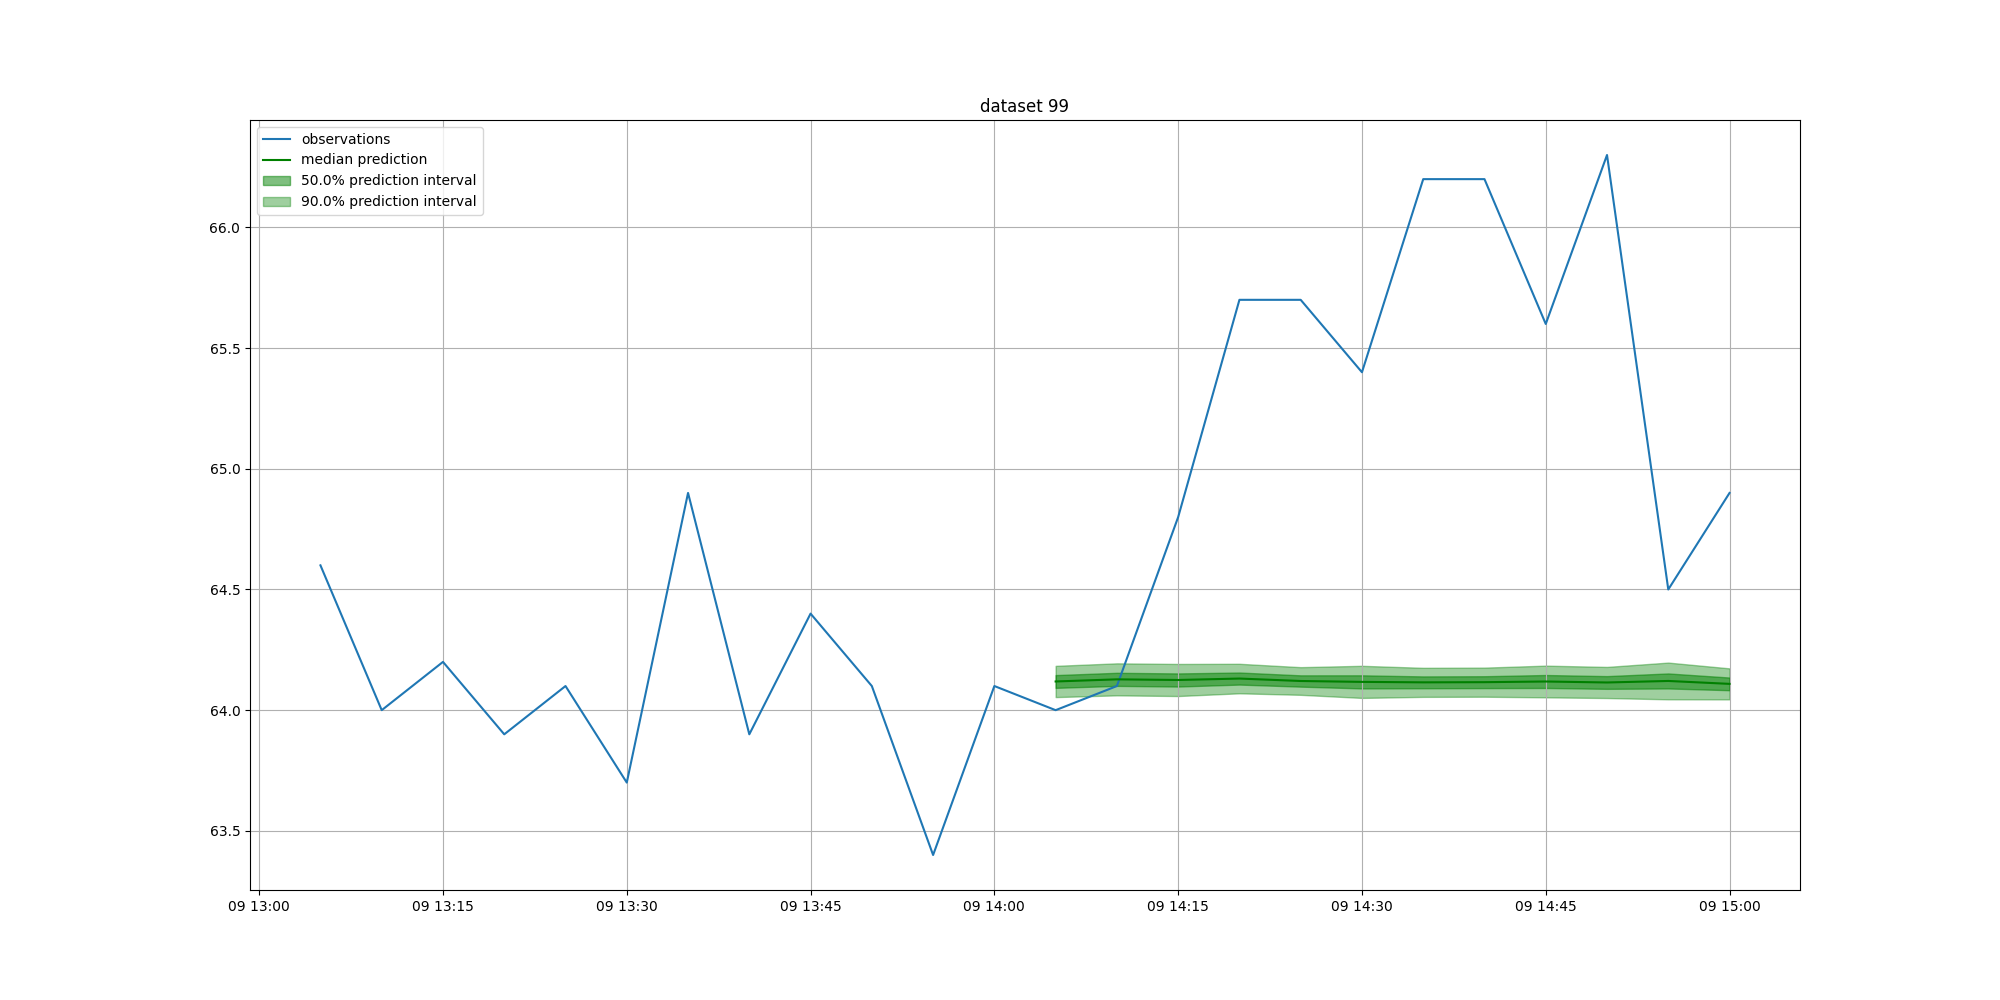 dataset 99
observations
median prediction
50.0% prediction interval
90.0% prediction interval
66.0
65.5
65.0
64.5
64.0
63.5
09 13:00 09 13:15 09 13:30 09 13:45 09 14:00 09 14:15 09 14:30 09 14:45 09 15:00